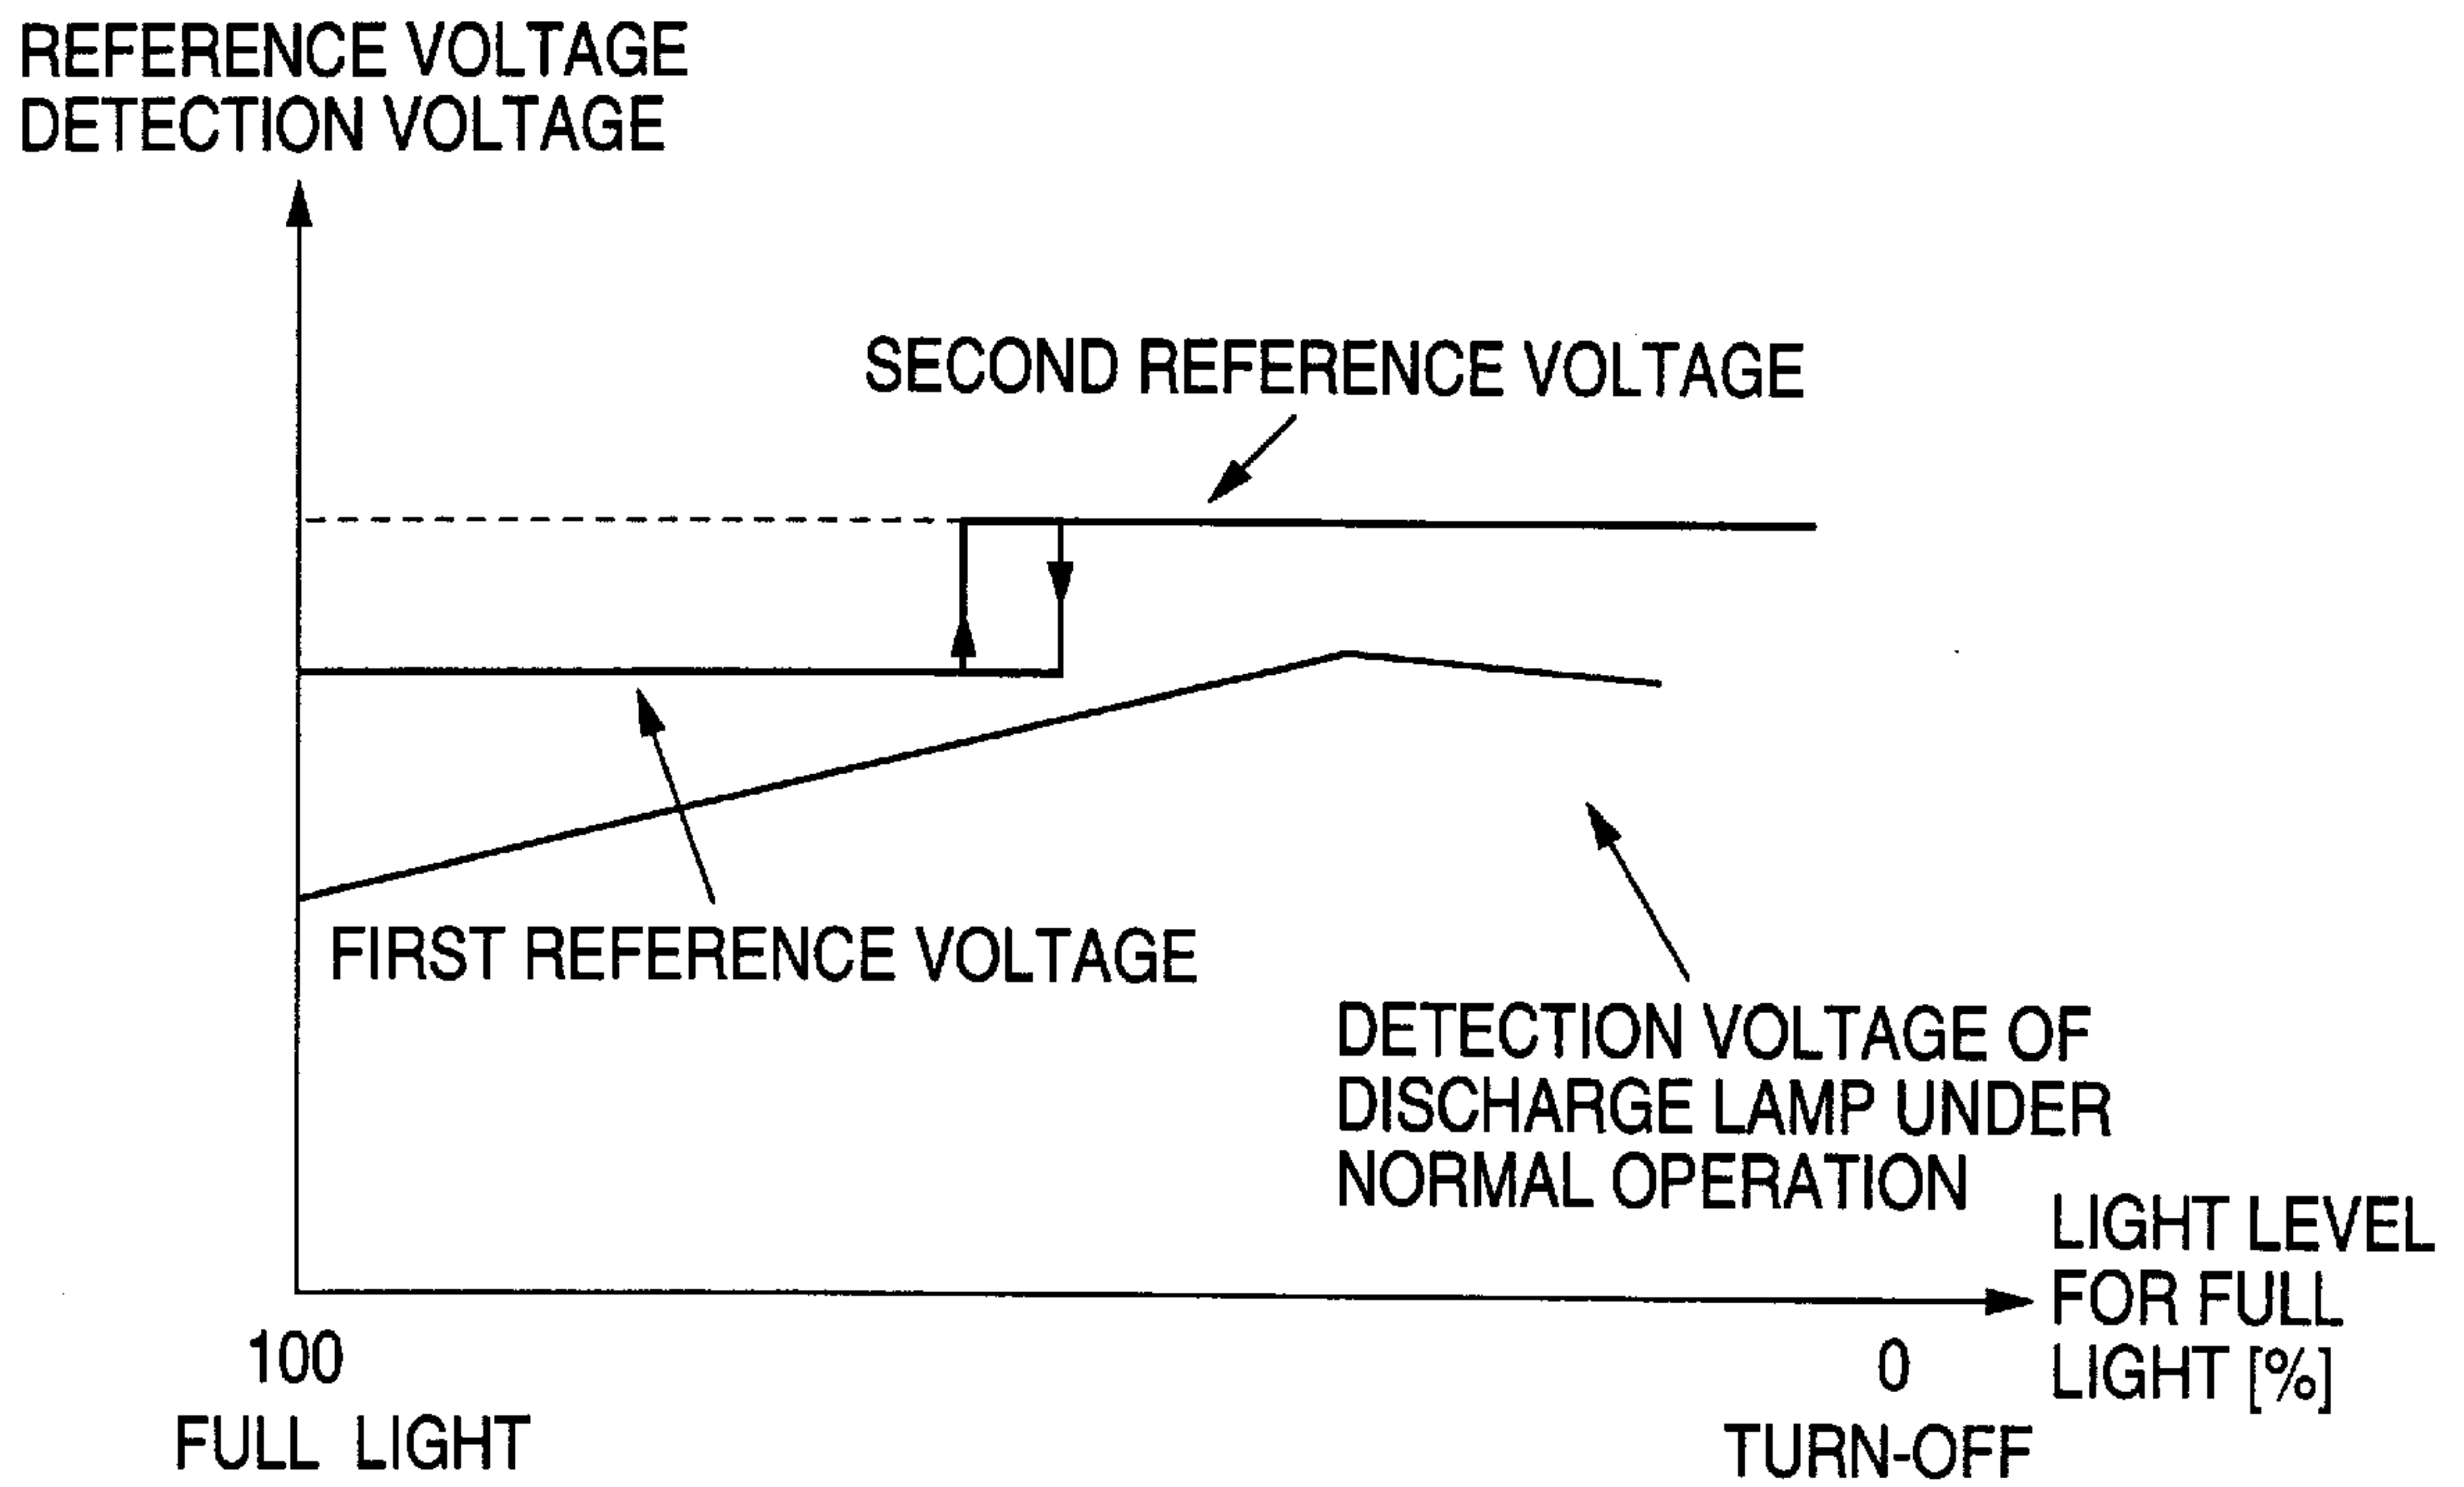 REFERENCE VOLTAGE
DETECTION VOLTAGE
SECOND REFERENCE VOLTAGE
FIRST REFERENCE VOLTAGE
DETECTION VOLTAGE OF
DISCHARGE LAMP UNDER
NORMAL OPERATION
LIGHT LEVEL
FOR FULL
LIGHT [%]
100
FULL LIGHT
0
TURN-OFF